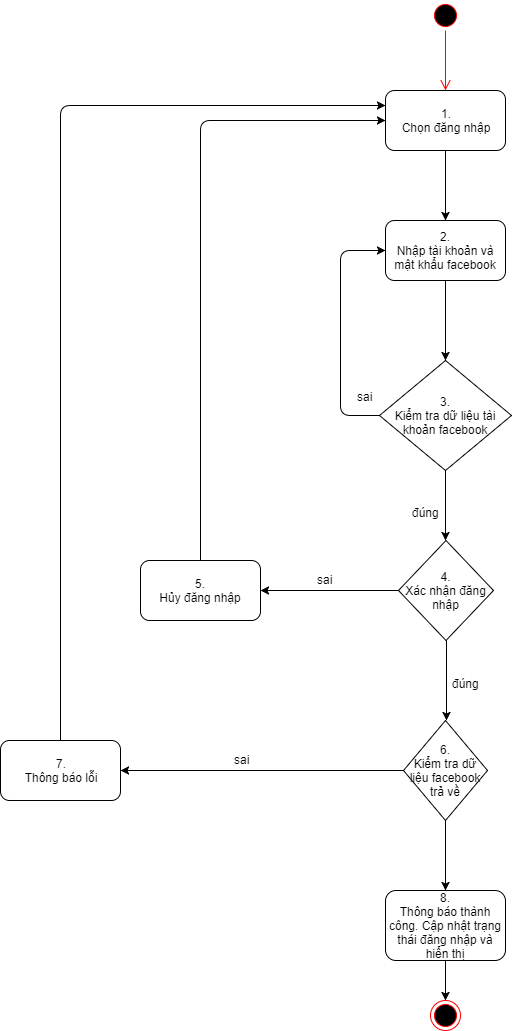 1.
Chọn đăng nhập
2.
Nhập tài khoản và
mật khẩu facebook
sai
3.
Kiểm tra dữ liệu tài
khoản facebook
đúng
4.
Xác nhận đăng
nhập
sai
5.
Hủy đăng nhập
đúng
6.
Kiểm tra dữ
liệu facebook
trả về
sai
7.
Thông báo lỗi
8.
Thông báo thành
công. Cập nhật trạng
thái đăng nhập và
hiển thị